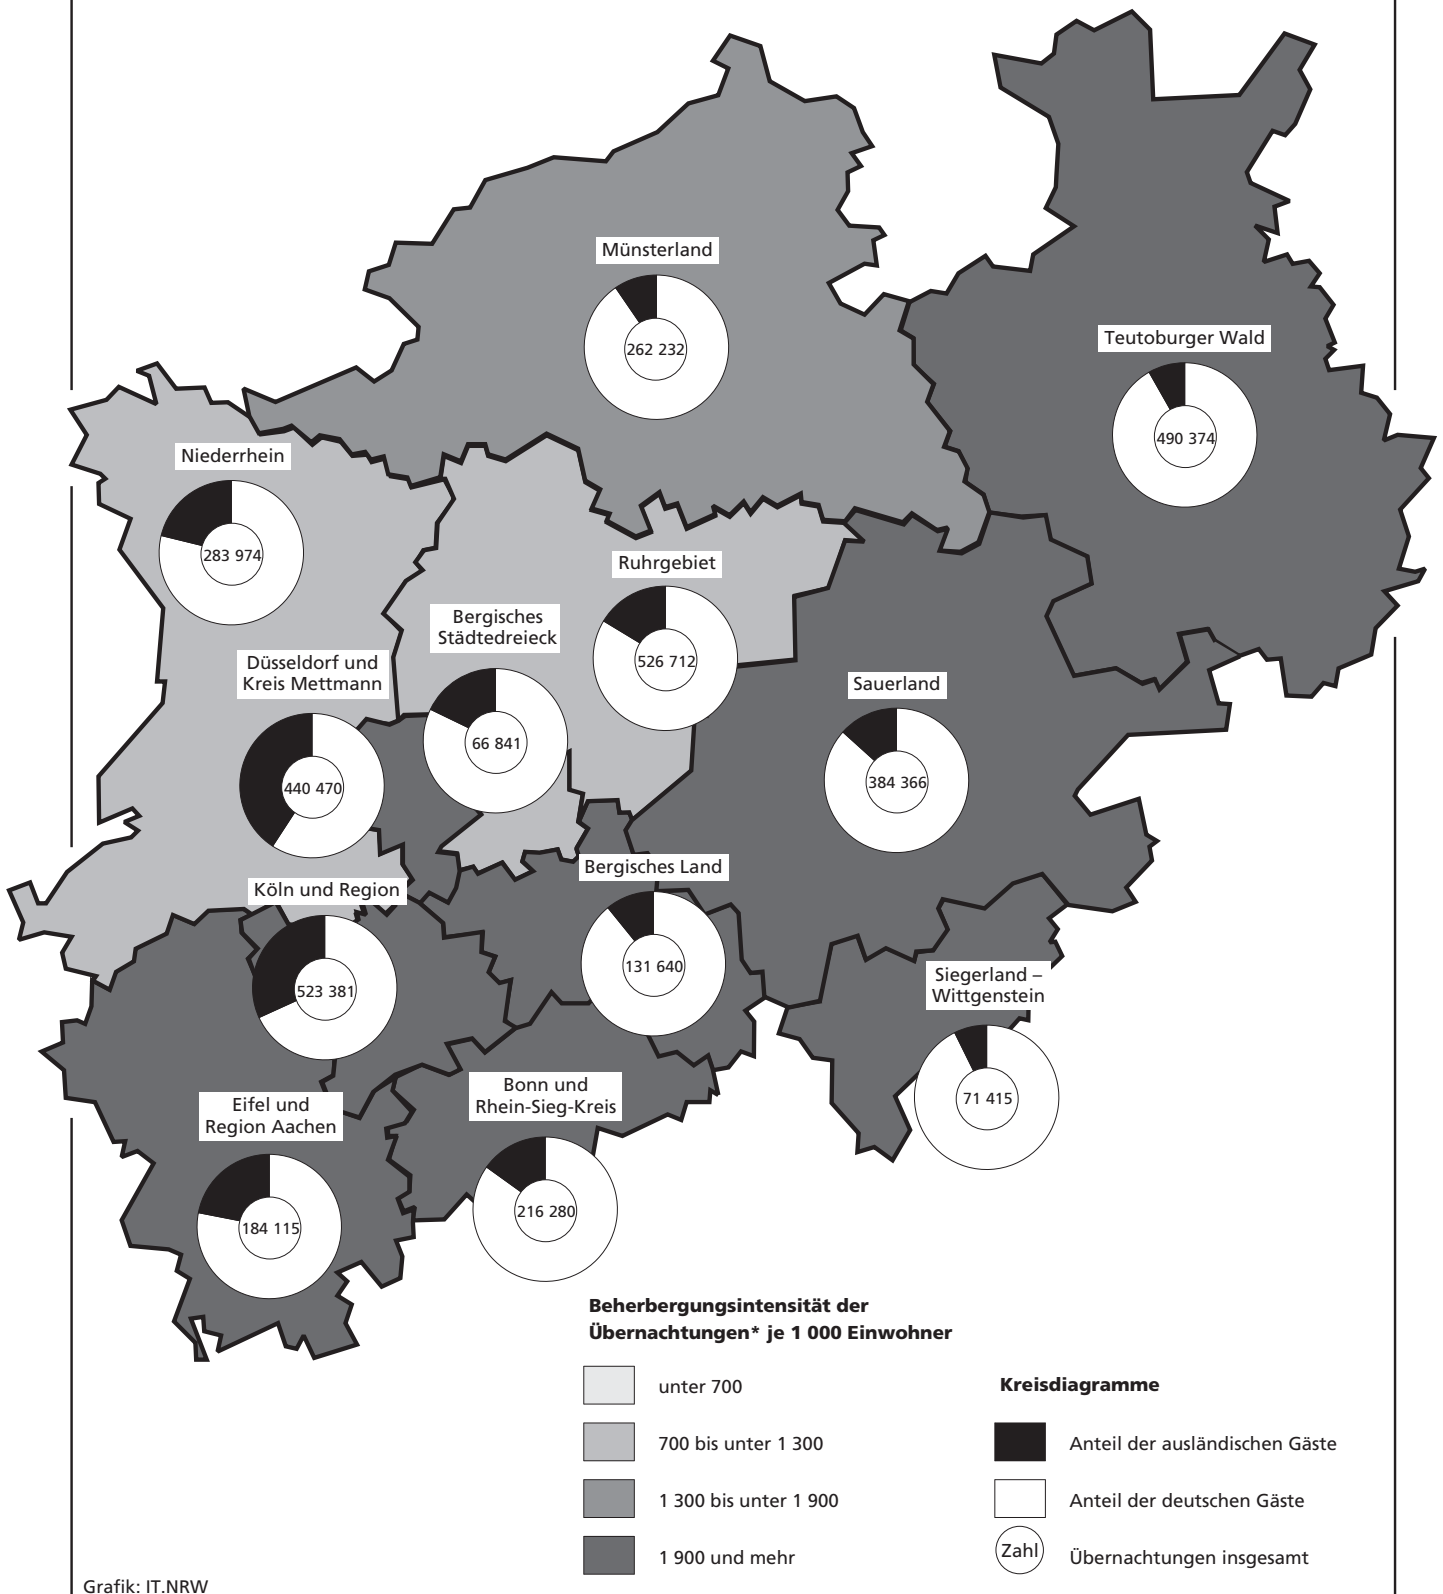 Münsterland
262 232
Teutoburger Wald
490 374
Niederrhein
283 974
Ruhrgebiet
526 712
Bergisches
Städtedreieck
66 841
Düsseldorf und
Kreis Mettmann
440 470
Sauerland
384 366
Bergisches Land
131 640
Köln und Region
523 381
Siegerland –
Wittgenstein
71 415
Bonn und
Rhein-Sieg-Kreis
216 280
Eifel und
Region Aachen
184 115
Beherbergungsintensität der
Übernachtungen* je 1 000 Einwohner
unter 700
700 bis unter 1 300
1 300 bis unter 1 900
1 900 und mehr
Kreisdiagramme
Anteil der ausländischen Gäste
Anteil der deutschen Gäste
Zahl
Übernachtungen insgesamt
Grafik: IT.NRW